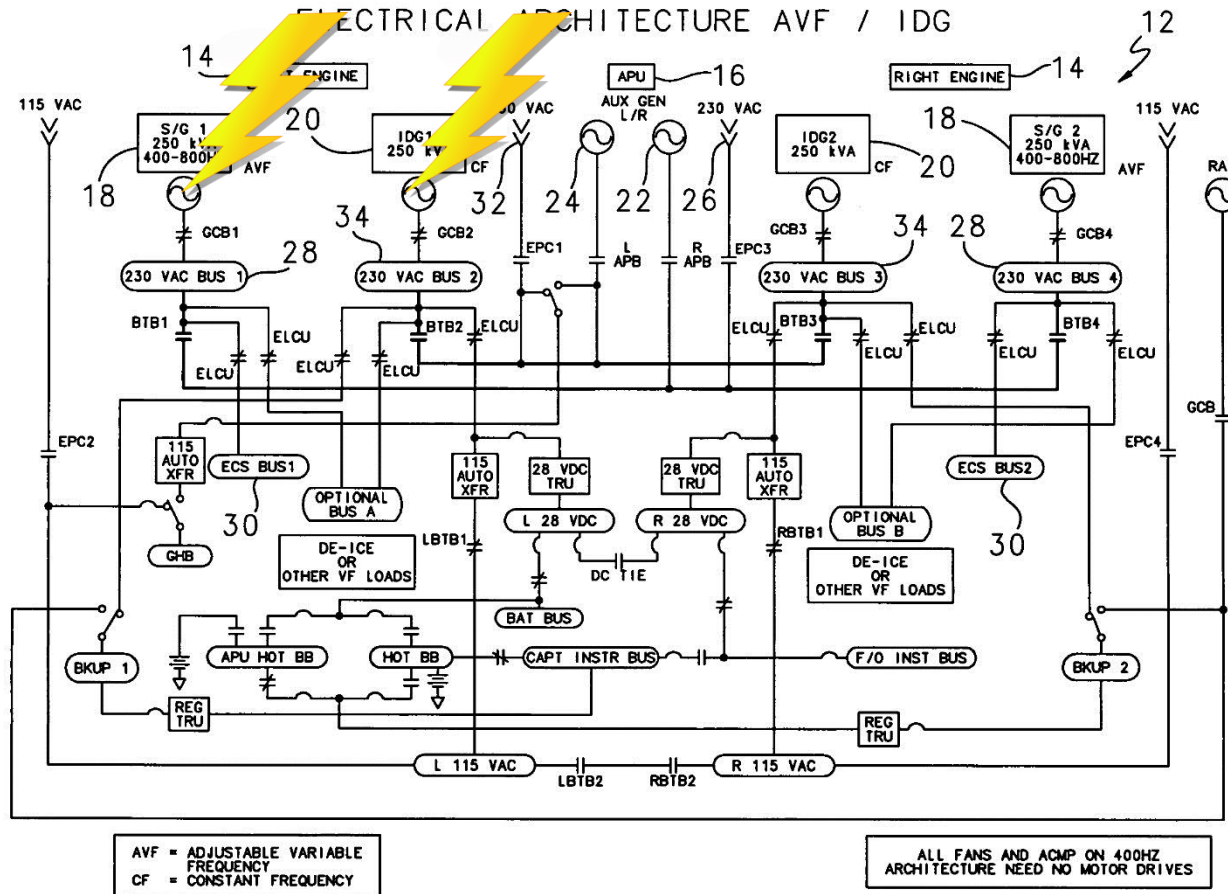 ELECTRICAL ARCHITECTURE AVF / IDG
12
14
ENGINE
APU
16
RIGHT ENGINE
14
115 VAC
S/G 1
250 kVA
400-800HZ
AVF
18
20
IDG1
250 kVA
CF
VAC
32
AUX GEN
L/R
24
22
230 VAC
26
IDG2
250 kVA
CF
20
18
S/G 2
250 kVA
400-800HZ
AVF
115 VAC
RA
GCB1
28
34
GCB2
EPC1
L
APB
R
APB
EPC3
GCB3
34
28
GCB4
230 VAC BUS 1
230 VAC BUS 2
230 VAC BUS 3
230 VAC BUS 4
BTB1
ELCU
ELCU
BTB2
ELCU
ELCU
ELCU
BTB3
ELCU
ELCU
ELCU
BTB4
ELCU
EPC2
115
AUTO
XFR
ECS BUS1
30
OPTIONAL
BUS A
115
AUTO
XFR
28 VDC
TRU
28 VDC
TRU
115
AUTO
XFR
OPTIONAL
BUS B
ECS BUS2
30
EPC4
GCB
GHB
DE-ICE
OR
OTHER VF LOADS
LBTB1
L 28 VDC
R 28 VDC
RBTB1
DC TIE
DE-ICE
OR
OTHER VF LOADS
BAT BUS
BKUP 1
APU HOT BB
HOT BB
CAPT INSTR BUS
F/O INST BUS
BKUP 2
REG
TRU
REG
TRU
L 115 VAC
LBTB2
RBTB2
R 115 VAC
AVF = ADJUSTABLE VARIABLE
FREQUENCY
CF = CONSTANT FREQUENCY
ALL FANS AND ACMP ON 400HZ
ARCHITECTURE NEED NO MOTOR DRIVES